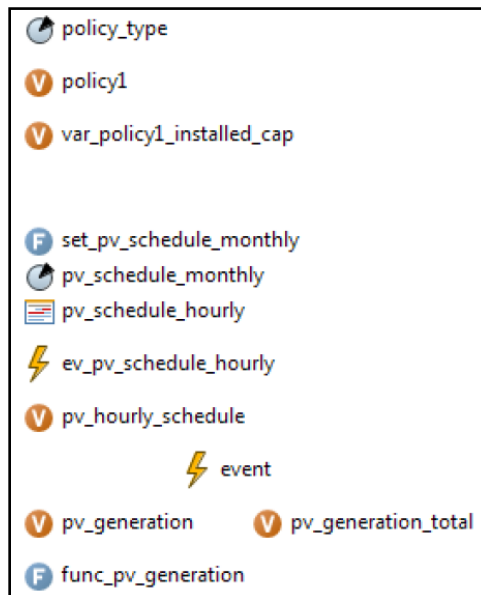 policy_type
policy1
var_policy1_installed_cap
set_pv_schedule_monthly
pv_schedule_monthly
pv_schedule_hourly
ev_pv_schedule_hourly
pv_hourly_schedule
event
pv_generation pv_generation_total
func_pv_generation